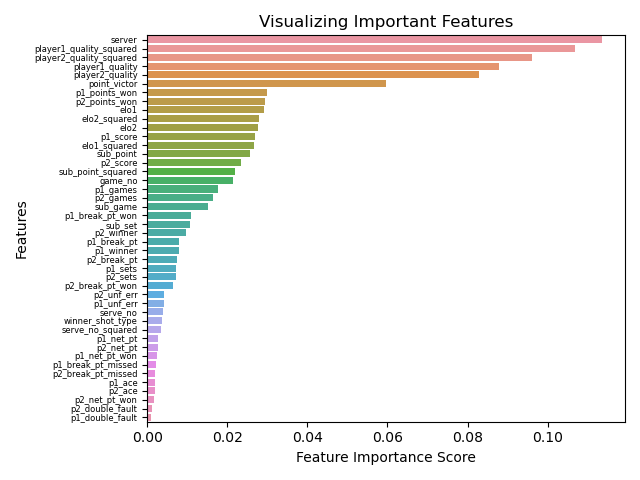 Visualizing Important Features
server
player1_quality_squared
player2_quality_squared
player1_quality
player2_quality
point_victor
p1_points_won
p2_points_won
elo1
elo2_squared
elo2
p1_score
elo1_squared
sub_point
p2_score
sub_point_squared
game_no
p1_games
p2_games
sub_game
p1_break_pt_won
sub_set
p2_winner
p1_break_pt
p1_winner
p2_break_pt
p1_sets
p2_sets
p2_break_pt_won
p2_unf_err
p1_unf_err
serve_no
winner_shot_type
serve_no_squared
p1_net_pt
p2_net_pt
p1_net_pt_won
p1_break_pt_missed
p2_break_pt_missed
p1_ace
p2_ace
p2_net_pt_won
p2_double_fault
p1_double_fault
Features
0.00 0.02 0.04 0.06 0.08 0.10
Feature Importance Score